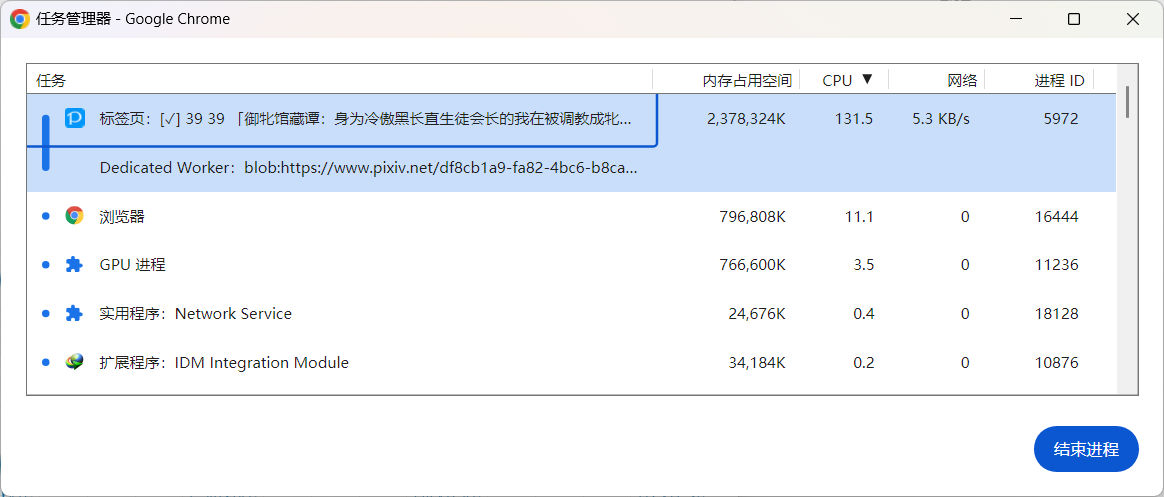 任务管理器 - Google Chrome
任务 内存占用空间 CPU ▼ 网络 进程 ID
标签页：[✓] 39 39 「御牝馆藏谭：身为冷傲黑长直生徒会长的我在被调教成牝... 2,378,324K 131.5 5.3 KB/s 5972
Dedicated Worker：blob:https://www.pixiv.net/df8cb1a9-fa82-4bc6-b8ca...
浏览器 796,808K 11.1 0 16444
GPU 进程 766,600K 3.5 0 11236
实用程序：Network Service 24,676K 0.4 0 18128
扩展程序：IDM Integration Module 34,184K 0.2 0 10876
结束进程